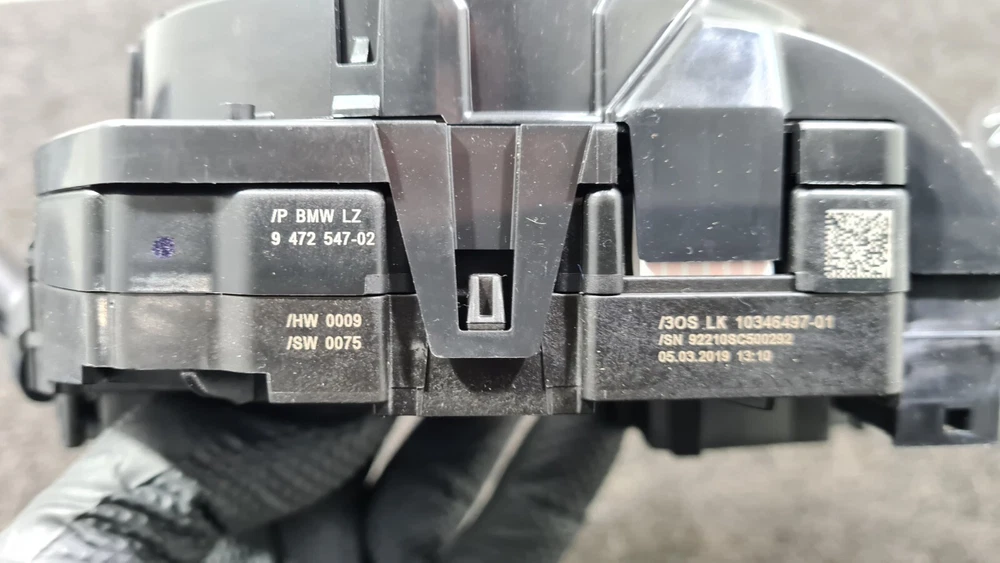 /P BMW LZ
9 472 547-02
/HW 0009
/SW 0075
/3OS LK 10346497-01
/SN 92210SC500292
05.03.2019 13:10